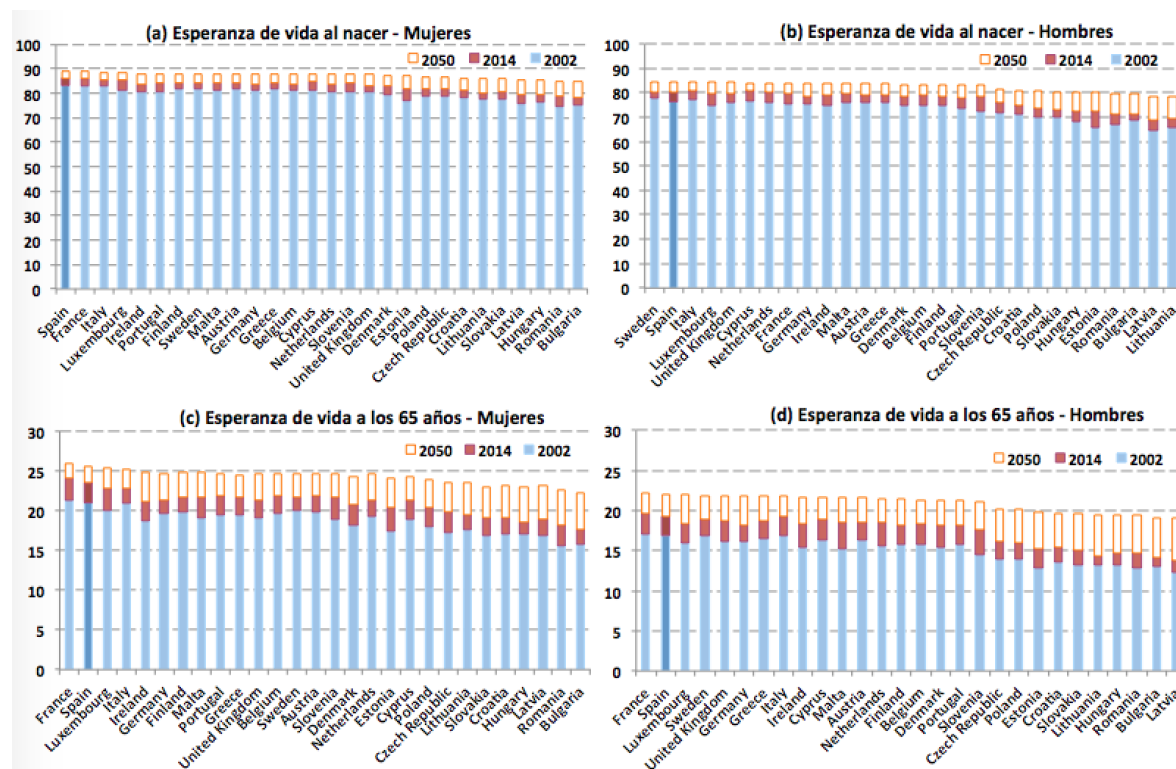 (a) Esperanza de vida al nacer - Mujeres
2050 2014 2002
100
90
80
70
60
50
40
30
20
10
0
Spain
France
Italy
Luxembourg
Ireland
Portugal
Finland
Sweden
Malta
Austria
Germany
Greece
Belgium
Cyprus
Netherlands
Slovenia
United Kingdom
Denmark
Estonia
Poland
Czech Republic
Croatia
Lithuania
Slovakia
Latvia
Hungary
Romania
Bulgaria
(b) Esperanza de vida al nacer - Hombres
2050 2014 2002
100
90
80
70
60
50
40
30
20
10
0
Sweden
Spain
Italy
Luxembourg
United Kingdom
Cyprus
Netherlands
France
Germany
Ireland
Malta
Austria
Greece
Denmark
Belgium
Finland
Portugal
Slovenia
Czech Republic
Croatia
Poland
Slovakia
Hungary
Estonia
Romania
Bulgaria
Latvia
Lithuania
(c) Esperanza de vida a los 65 años - Mujeres
2050 2014 2002
30
25
20
15
10
5
0
France
Spain
Luxembourg
Italy
Ireland
Germany
Finland
Malta
Portugal
Greece
United Kingdom
Belgium
Sweden
Austria
Slovenia
Denmark
Netherlands
Estonia
Cyprus
Poland
Czech Republic
Lithuania
Slovakia
Croatia
Hungary
Latvia
Romania
Bulgaria
(d) Esperanza de vida a los 65 años - Hombres
2050 2014 2002
30
25
20
15
10
5
0
France
Spain
Luxembourg
Sweden
United Kingdom
Germany
Greece
Italy
Ireland
Cyprus
Malta
Austria
Netherlands
Finland
Belgium
Denmark
Portugal
Slovenia
Czech Republic
Poland
Estonia
Croatia
Slovakia
Lithuania
Hungary
Romania
Bulgaria
Latvia